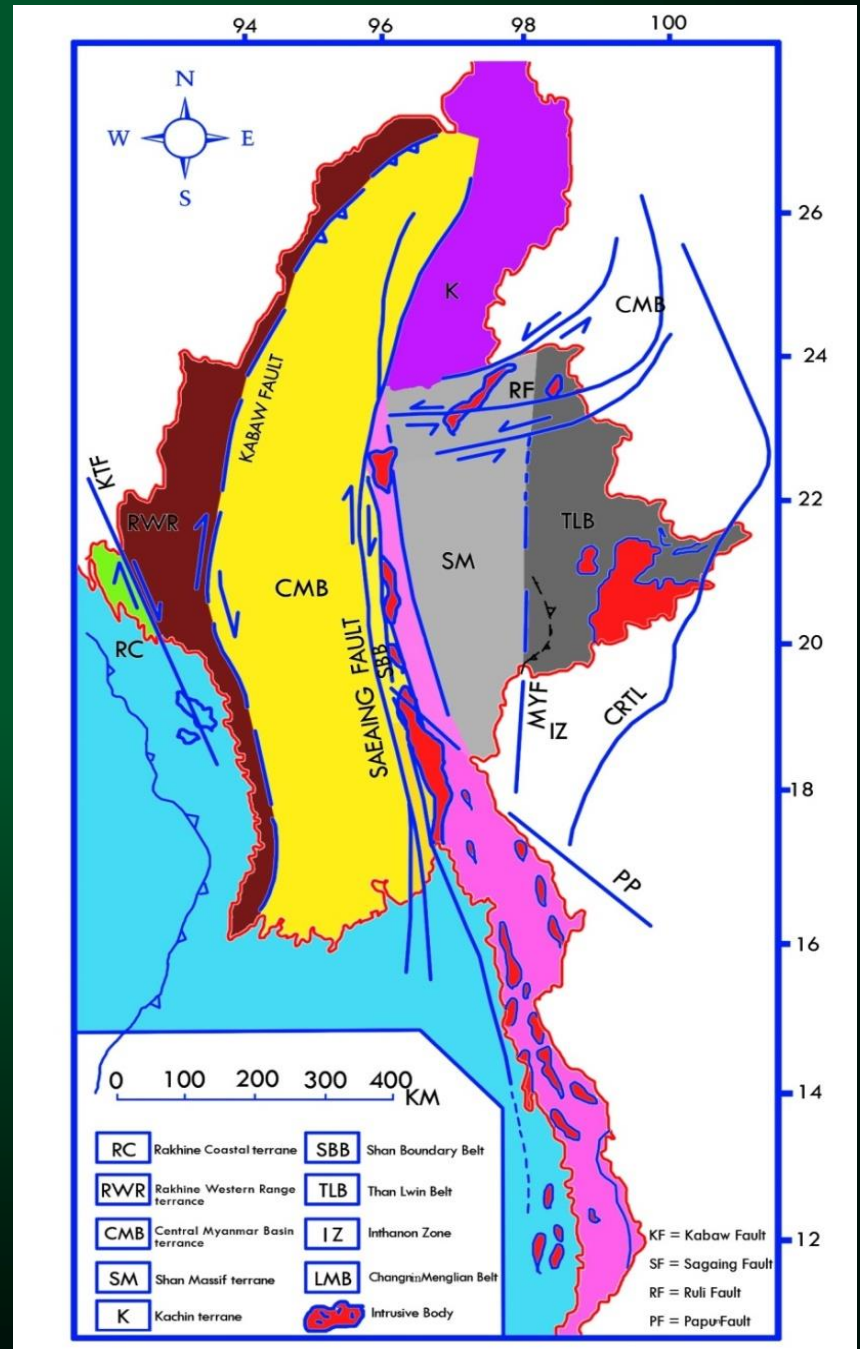 94 96 98 100
N
W E
S
26
K
CMB
24
RF
KABAW FAULT
KTF
22
RWR
TLB
SM
CMB
20
RC
SAEAING FAULT
SBB
MYF
IZ
CRTL
18
PP
16
14
0 100 200 300 400 KM
RC Rakhine Coastal terrane
RWR Rakhine Western Range
terrance
CMB Central Myanmar Basin
terrance
SM Shan Massif terrane
K Kachin terrane
SBB Shan Boundary Belt
TLB Than Lwin Belt
IZ Inthanon Zone
LMB ChangninMenglian Belt
Intrusive Body
12
KF = Kabaw Fault
SF = Sagaing Fault
RF = Ruli Fault
PF = Papun Fault